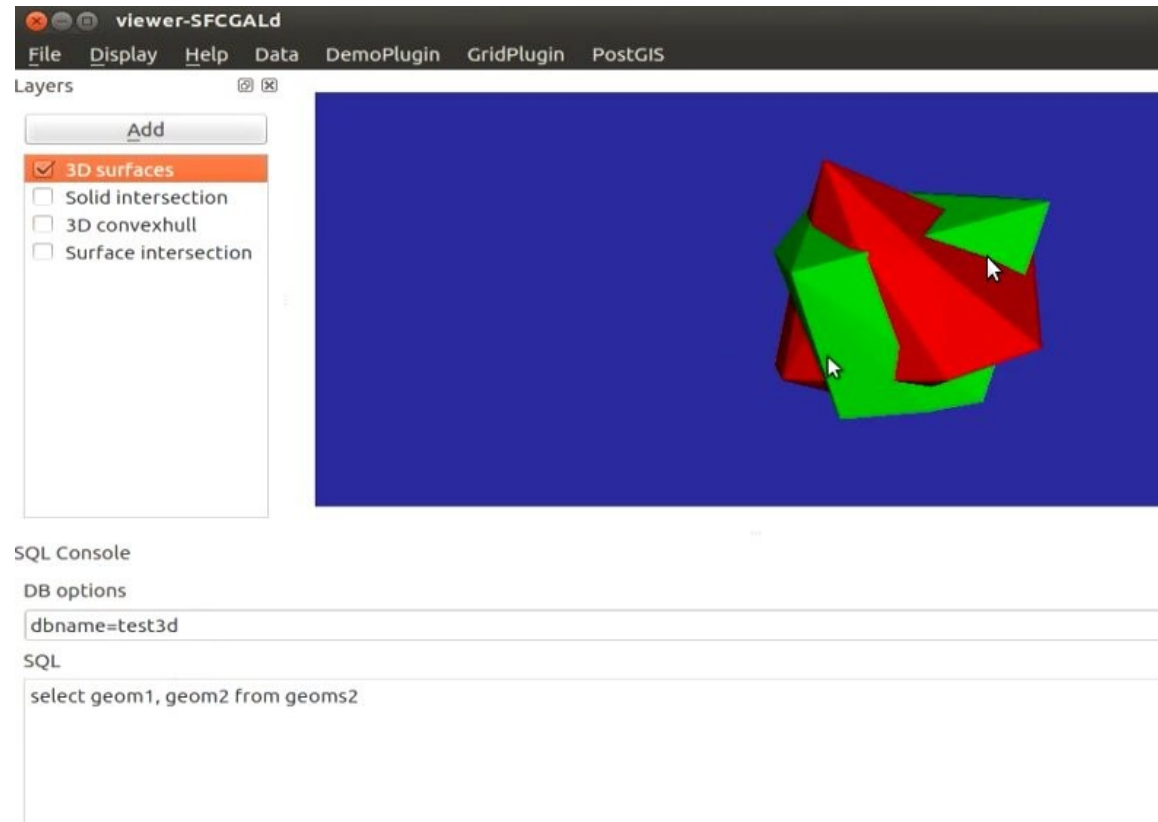 viewer-SFCGALd
File Display Help Data DemoPlugin GridPlugin PostGIS
Layers
Add
3D surfaces
Solid intersection
3D convexhull
Surface intersection
SQL Console
DB options
dbname=test3d
SQL
select geom1, geom2 from geoms2